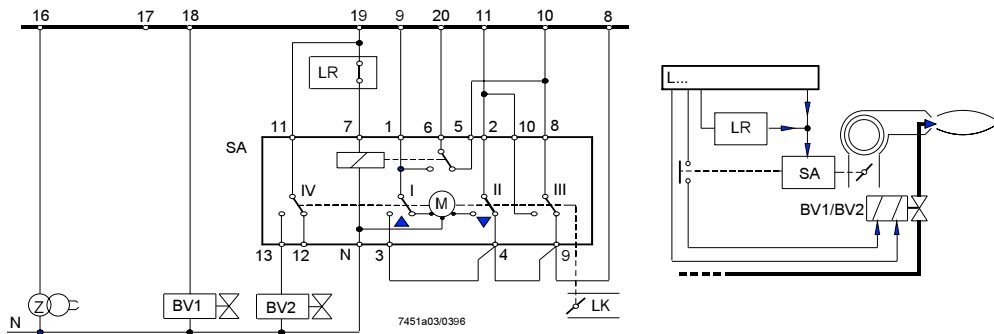 16 17 18 19 9 20 11 10 8
LR
11 7 1 6 5 2 10 8
SA
IV I M II III
13 12 N 3 4 9
Z BV1 BV2 LK
N
7451a03/0396
L...
LR
SA
BV1/BV2